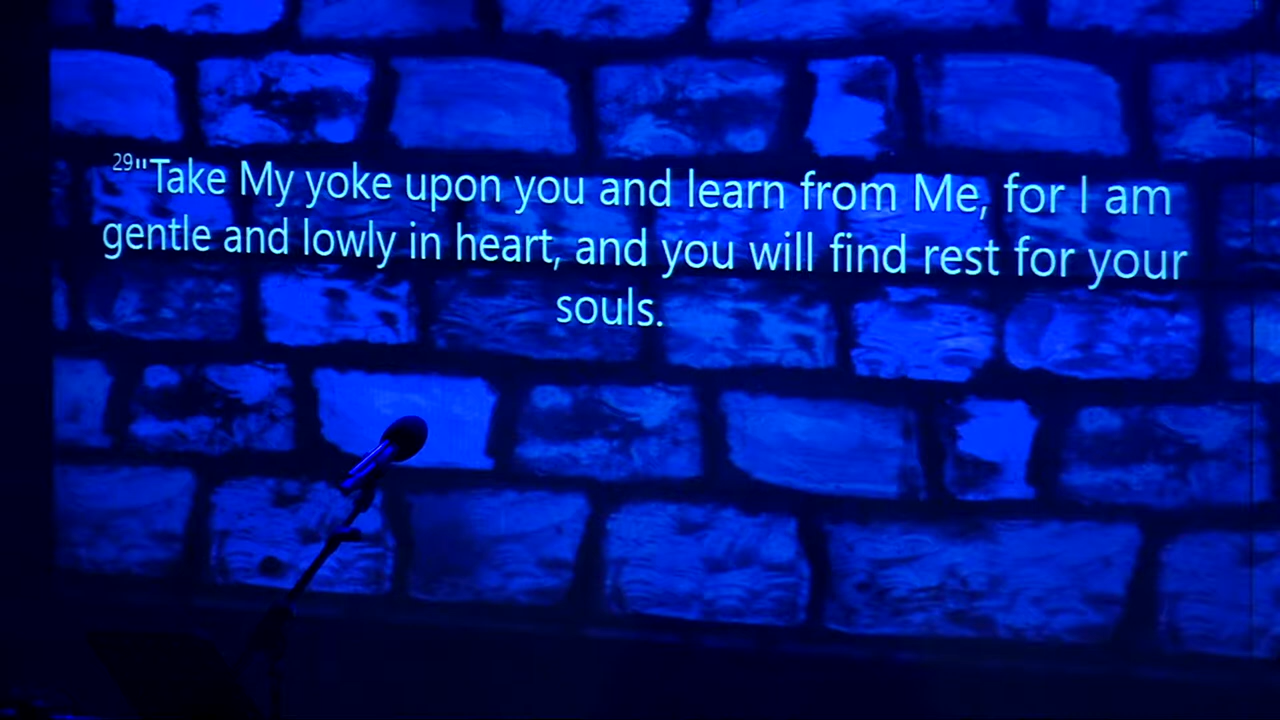 29"Take My yoke upon you and learn from Me, for I am
gentle and lowly in heart, and you will find rest for your
souls.